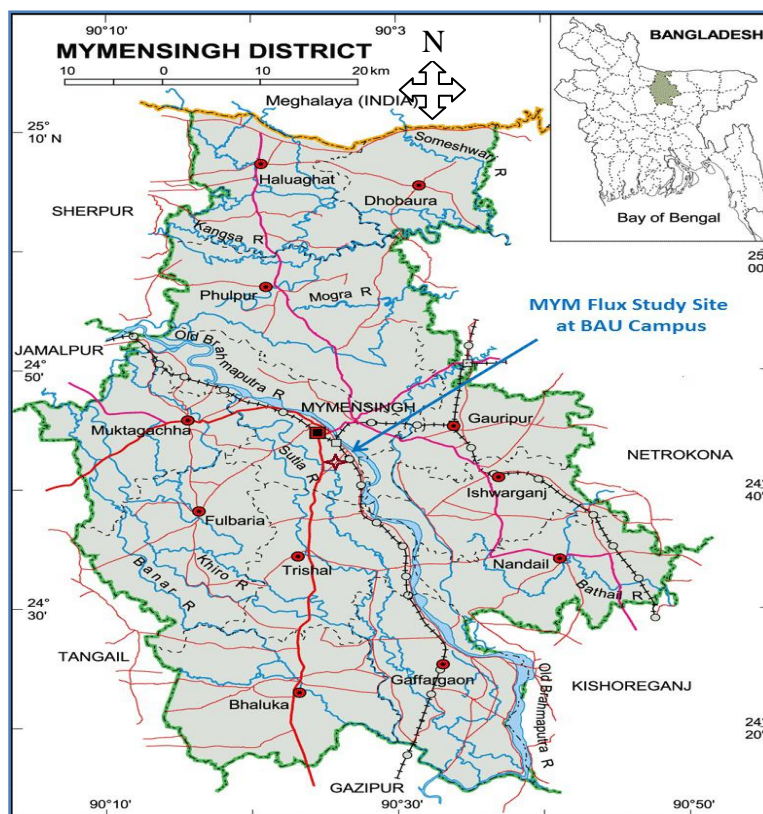 90°10'
90°3
MYMENSINGH DISTRICT
N
10 0 10 20 km
BANGLADESH
Meghalaya (INDIA)
25°
10' N
Someshwari R
Haluaghat
Dhobaura
SHERPUR
Kangsa R
Bay of Bengal
25
00
Phulpur
Mogra R
MYM Flux Study Site
at BAU Campus
Old Brahmaputra R
JAMALPUR
24°
50'
MYMENSINGH
Gauripur
Muktagachha
Sutia R
NETROKONA
Ishwarganj
24°
40'
Fulbaria
Trishal
Khiro R
Banar R
Nandail
Bathail R
24°
30'
TANGAIL
Gaffargaon
Old Brahmaputra R
KISHOREGANJ
Bhaluka
24°
20'
GAZIPUR
90°10'
90°30'
90°50'